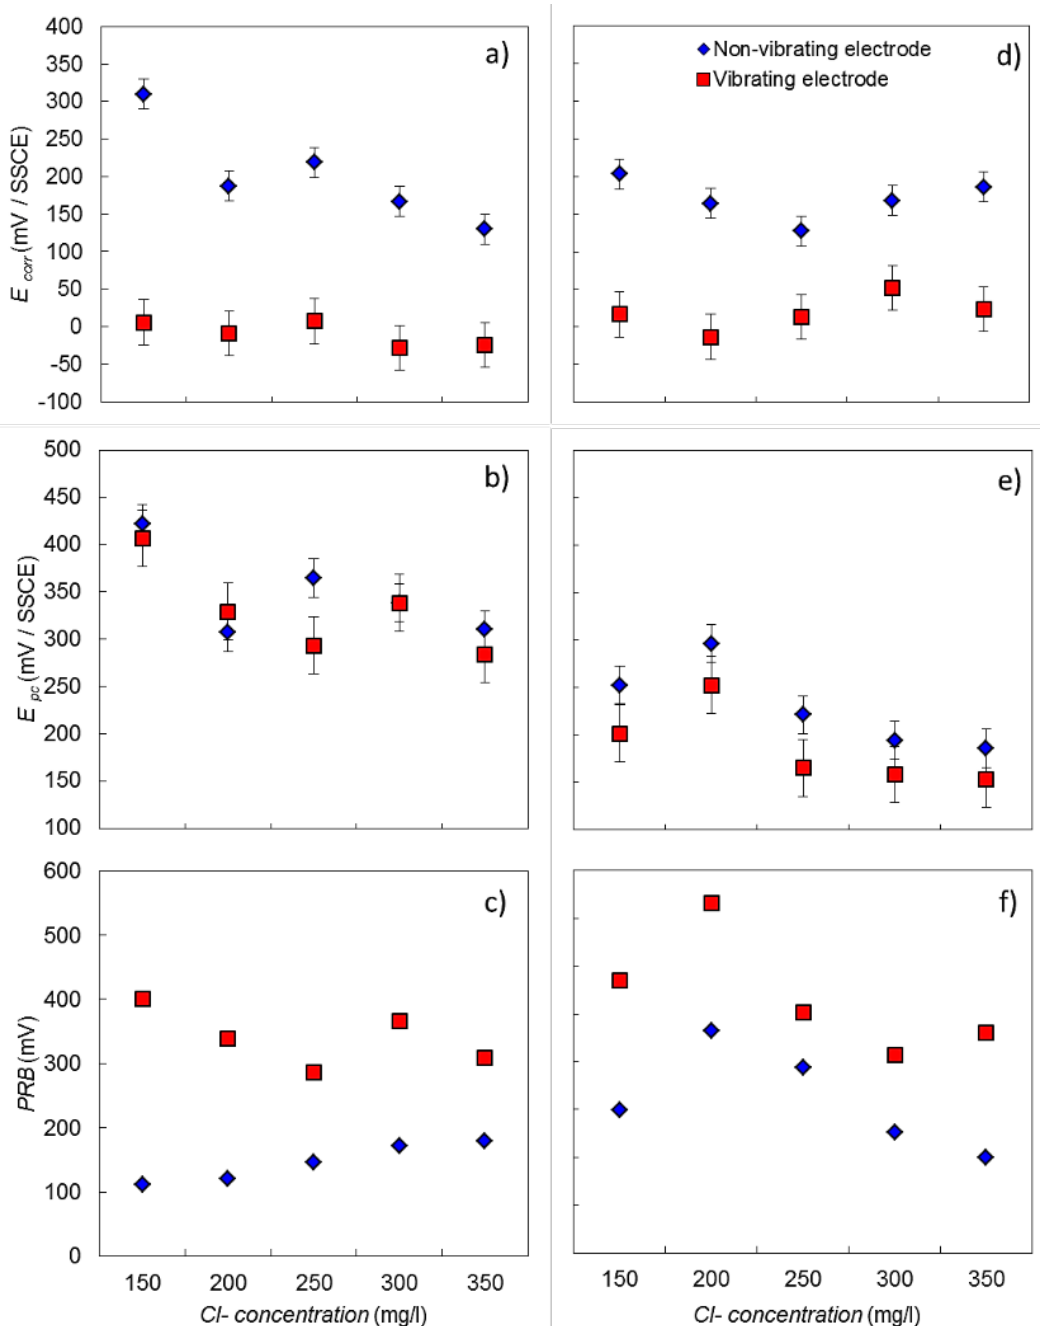 400
350
300
250
200
150
100
50
0
-50
-100
E corr (mV / SSCE)
a)
Non-vibrating electrode
Vibrating electrode
d)
500
450
400
350
300
250
200
150
100
E pc (mV / SSCE)
b)
e)
600
500
400
300
200
100
0
PRB (mV)
c)
f)
150 200 250 300 350
150 200 250 300 350
Cl- concentration (mg/l)
Cl- concentration (mg/l)